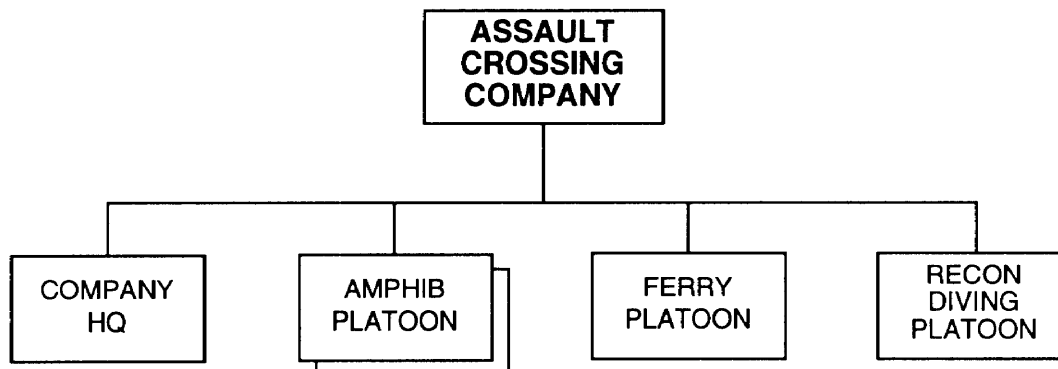 ASSAULT
CROSSING
COMPANY
COMPANY
HQ
AMPHIB
PLATOON
FERRY
PLATOON
RECON
DIVING
PLATOON